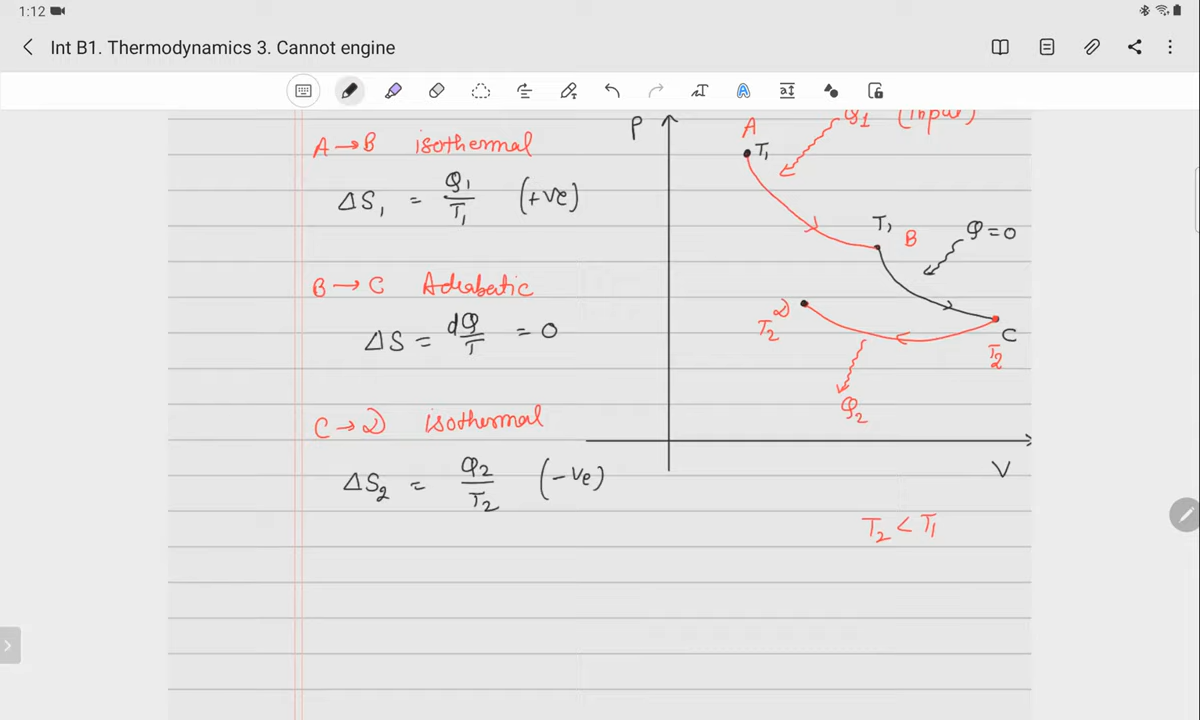 1:12
Int B1. Thermodynamics 3. Cannot engine
A → B isothermal
ΔS₁ = Q₁/T₁ (+ve)
B → C Adiabatic
ΔS = dQ/T = 0
C → D isothermal
ΔS₂ = Q₂/T₂ (-ve)
P
A
Q1 (input)
T₁
T₁ B
Q=0
D
T₂
C
T₂
Q₂
V
T₂ < T₁